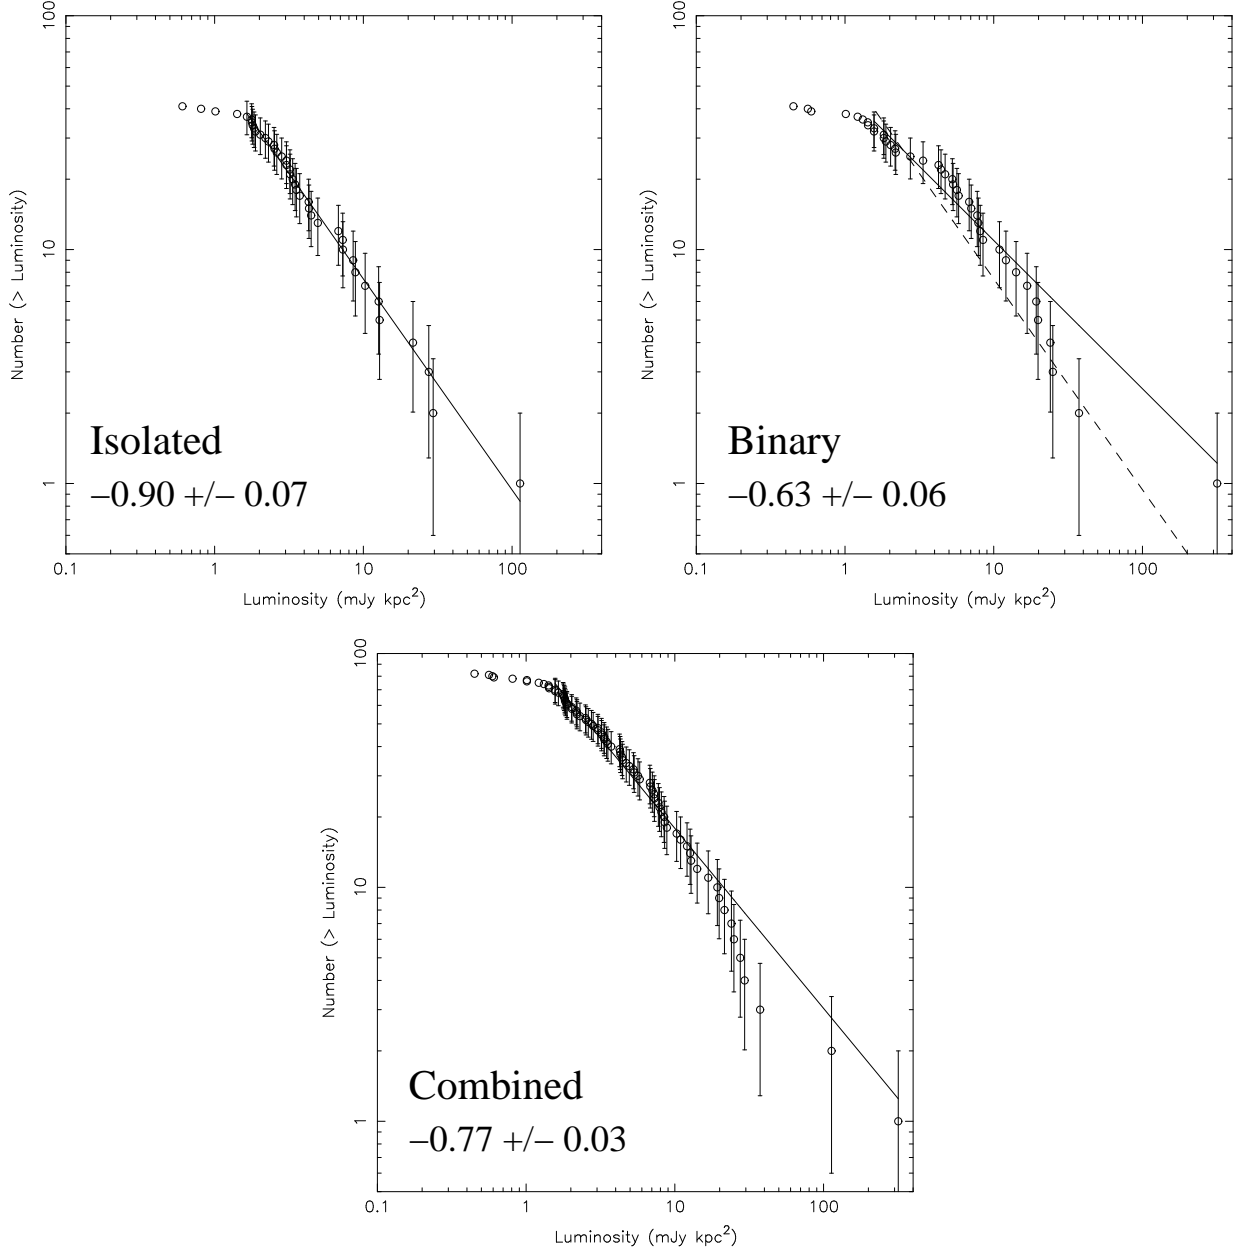 100
10
1
Number (> Luminosity)
Isolated
−0.90 +/− 0.07
0.1 1 10 100
Luminosity (mJy kpc²)
100
10
1
Number (> Luminosity)
Binary
−0.63 +/− 0.06
0.1 1 10 100
Luminosity (mJy kpc²)
100
10
1
Number (> Luminosity)
Combined
−0.77 +/− 0.03
0.1 1 10 100
Luminosity (mJy kpc²)